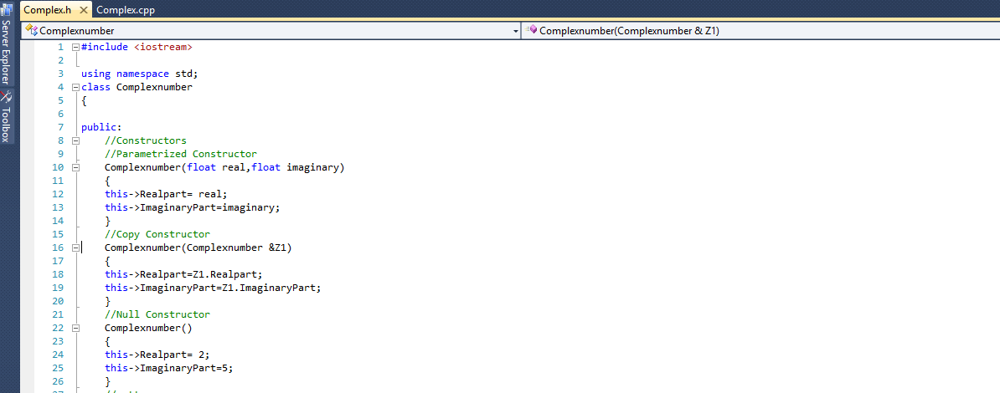 Complex.h Complex.cpp
Complexnumber Complexnumber(Complexnumber & Z1)
Server Explorer
Toolbox
1 #include <iostream>
2
3 using namespace std;
4 class Complexnumber
5 {
6
7 public:
8 //Constructors
9 //Parametrized Constructor
10 Complexnumber(float real,float imaginary)
11 {
12 this->Realpart= real;
13 this->ImaginaryPart=imaginary;
14 }
15 //Copy Constructor
16 Complexnumber(Complexnumber &Z1)
17 {
18 this->Realpart=Z1.Realpart;
19 this->ImaginaryPart=Z1.ImaginaryPart;
20 }
21 //Null Constructor
22 Complexnumber()
23 {
24 this->Realpart= 2;
25 this->ImaginaryPart=5;
26 }